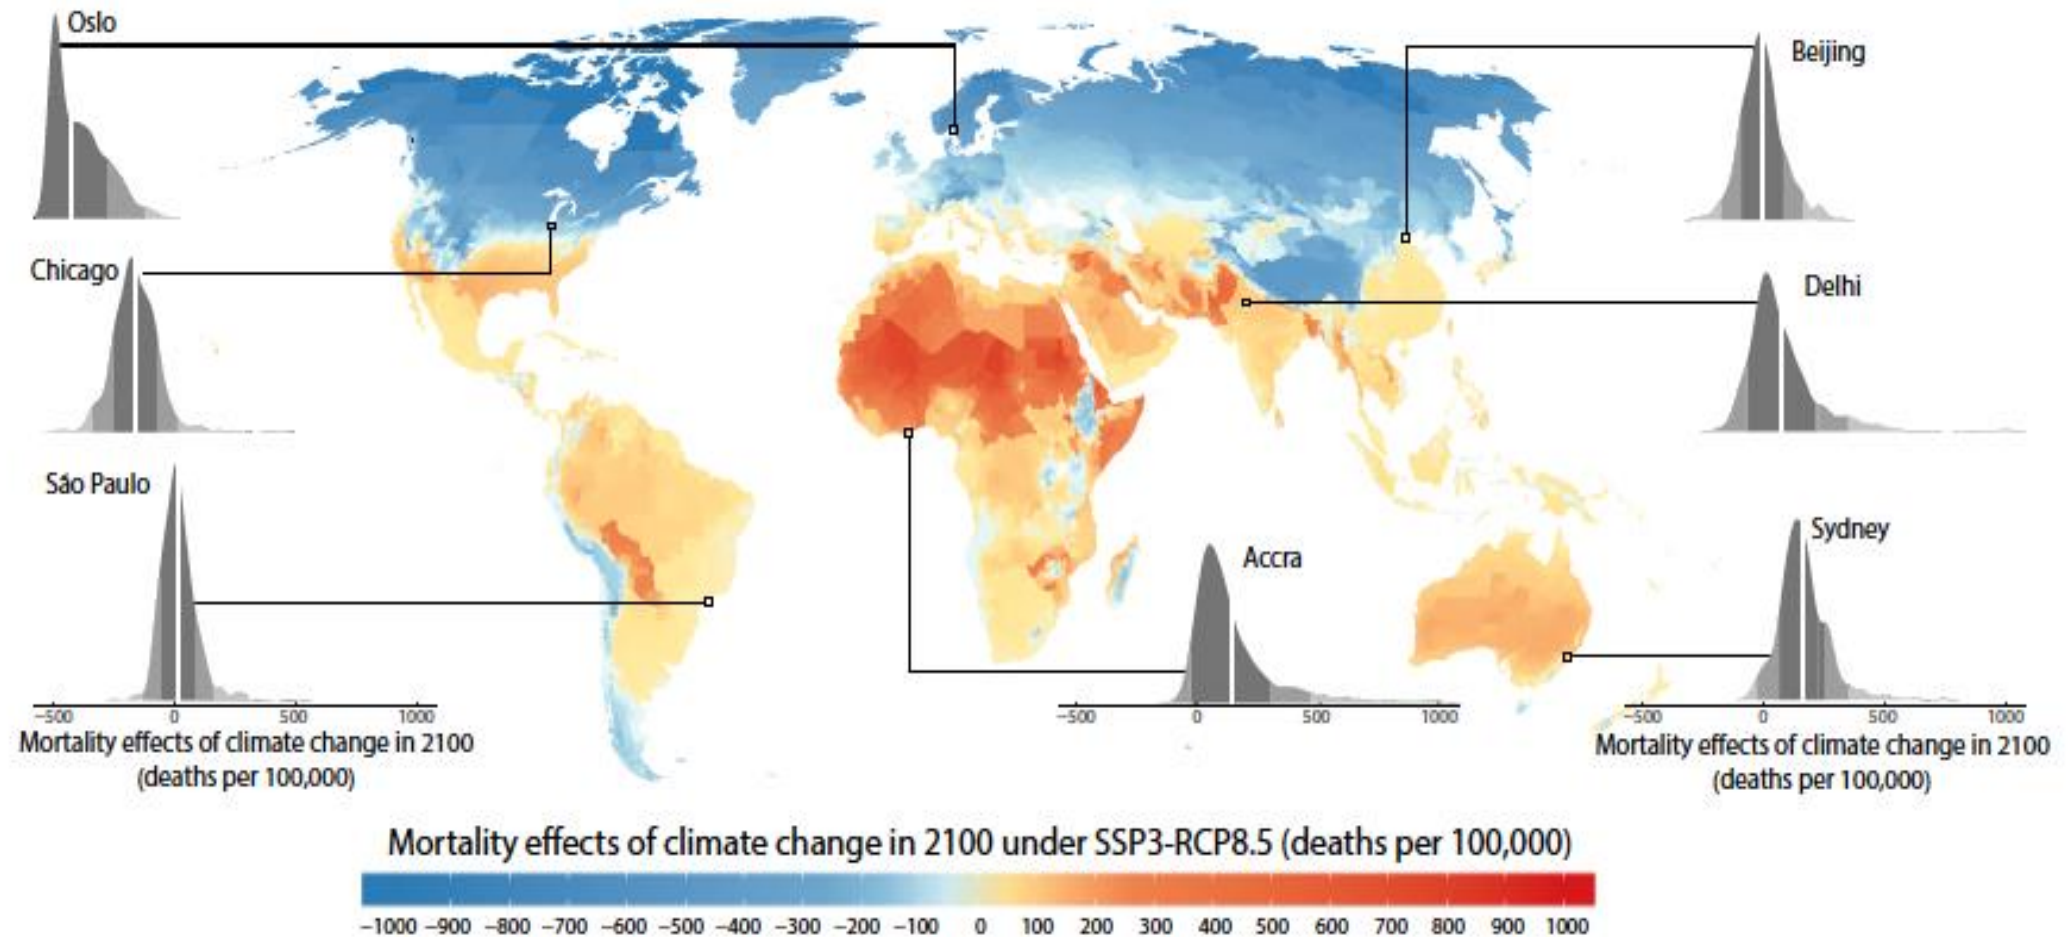 Oslo
Beijing
Chicago
Delhi
São Paulo
Sydney
Accra
−500 0 500 1000
Mortality effects of climate change in 2100
(deaths per 100,000)
−500 0 500 1000
−500 0 500 1000
Mortality effects of climate change in 2100
(deaths per 100,000)
Mortality effects of climate change in 2100 under SSP3-RCP8.5 (deaths per 100,000)
−1000 −900 −800 −700 −600 −500 −400 −300 −200 −100 0 100 200 300 400 500 600 700 800 900 1000